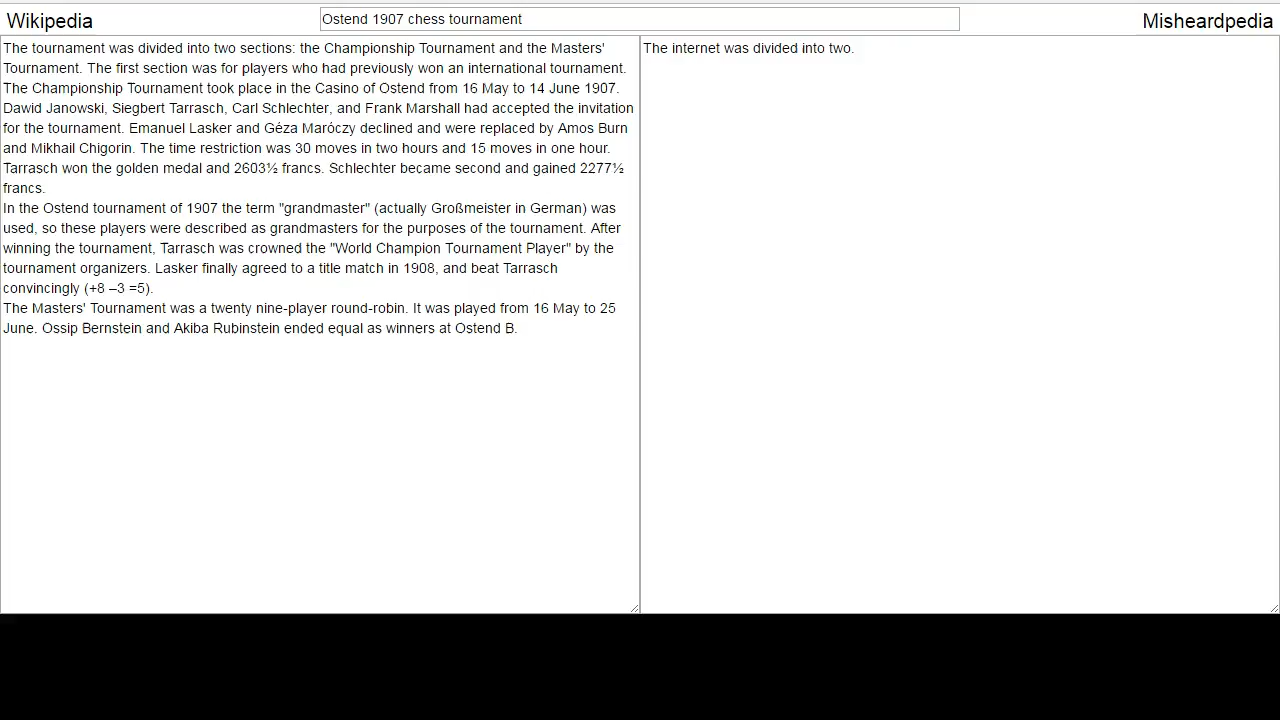 Wikipedia
Ostend 1907 chess tournament
Misheardpedia
The tournament was divided into two sections: the Championship Tournament and the Masters'
Tournament. The first section was for players who had previously won an international tournament.
The Championship Tournament took place in the Casino of Ostend from 16 May to 14 June 1907.
Dawid Janowski, Siegbert Tarrasch, Carl Schlechter, and Frank Marshall had accepted the invitation
for the tournament. Emanuel Lasker and Géza Maróczy declined and were replaced by Amos Burn
and Mikhail Chigorin. The time restriction was 30 moves in two hours and 15 moves in one hour.
Tarrasch won the golden medal and 2603½ francs. Schlechter became second and gained 2277½
francs.
In the Ostend tournament of 1907 the term "grandmaster" (actually Großmeister in German) was
used, so these players were described as grandmasters for the purposes of the tournament. After
winning the tournament, Tarrasch was crowned the "World Champion Tournament Player" by the
tournament organizers. Lasker finally agreed to a title match in 1908, and beat Tarrasch
convincingly (+8 –3 =5).
The Masters' Tournament was a twenty nine-player round-robin. It was played from 16 May to 25
June. Ossip Bernstein and Akiba Rubinstein ended equal as winners at Ostend B.
The internet was divided into two.